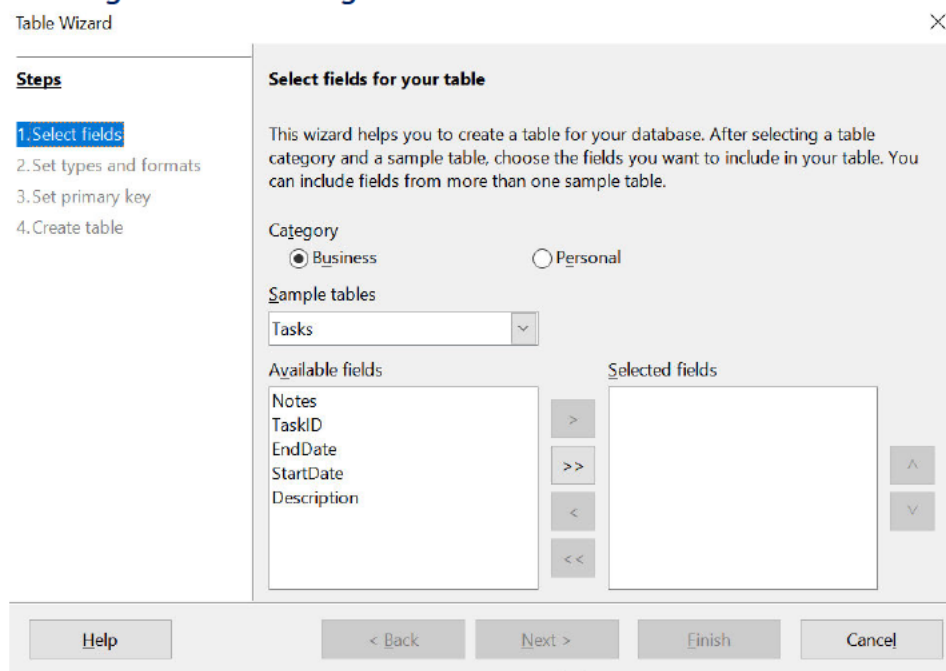 Table Wizard
Steps
1.Select fields
2.Set types and formats
3.Set primary key
4.Create table
Select fields for your table
This wizard helps you to create a table for your database. After selecting a table
category and a sample table, choose the fields you want to include in your table. You
can include fields from more than one sample table.
Category
Business
Personal
Sample tables
Tasks
Available fields
Selected fields
Notes
TaskID
EndDate
StartDate
Description
>
>>
<
<<
Help
< Back
Next >
Finish
Cancel